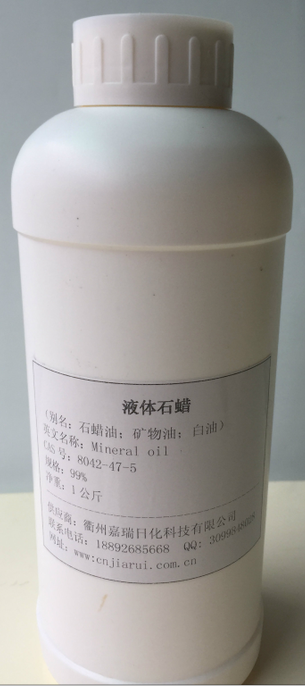 液体石蜡
(别名：石蜡油；矿物油；白油)
英文名称：Mineral oil
CAS 号：8042-47-5
规格：99%
净重：1公斤
供应商：衢州嘉瑞日化科技有限公司
联系电话：18892685668 QQ:
网址：www.cnjiarui.com.cn